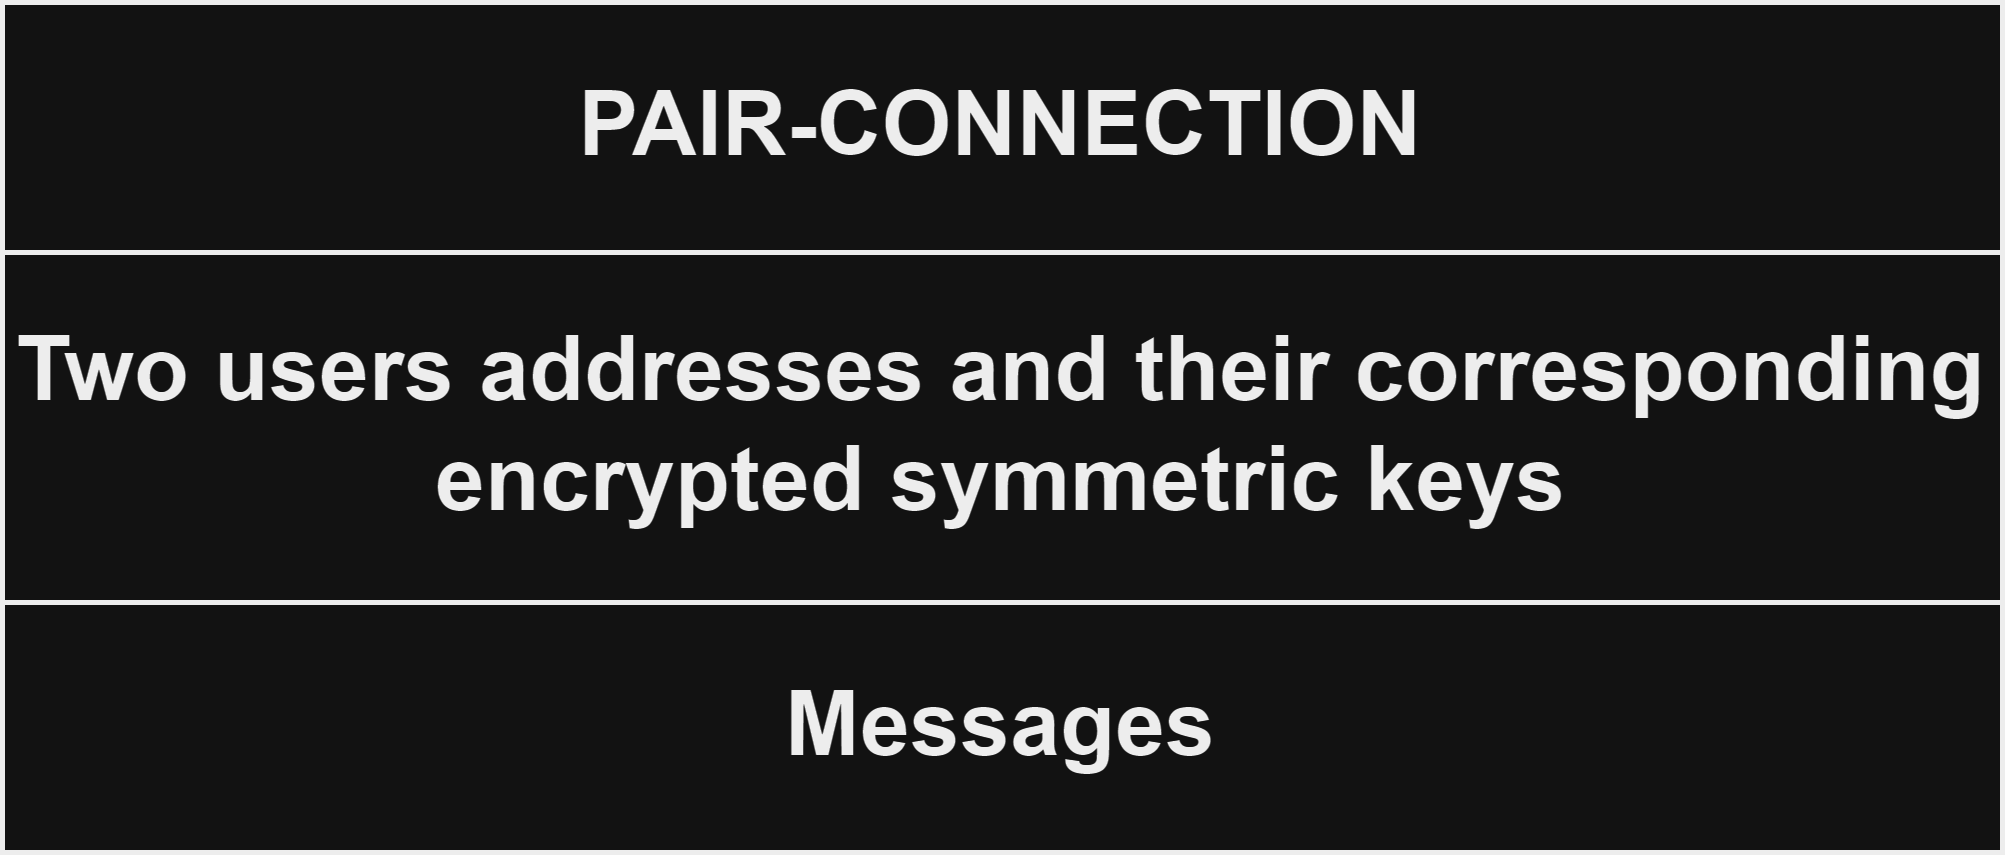 PAIR-CONNECTION
Two users addresses and their corresponding
encrypted symmetric keys
Messages